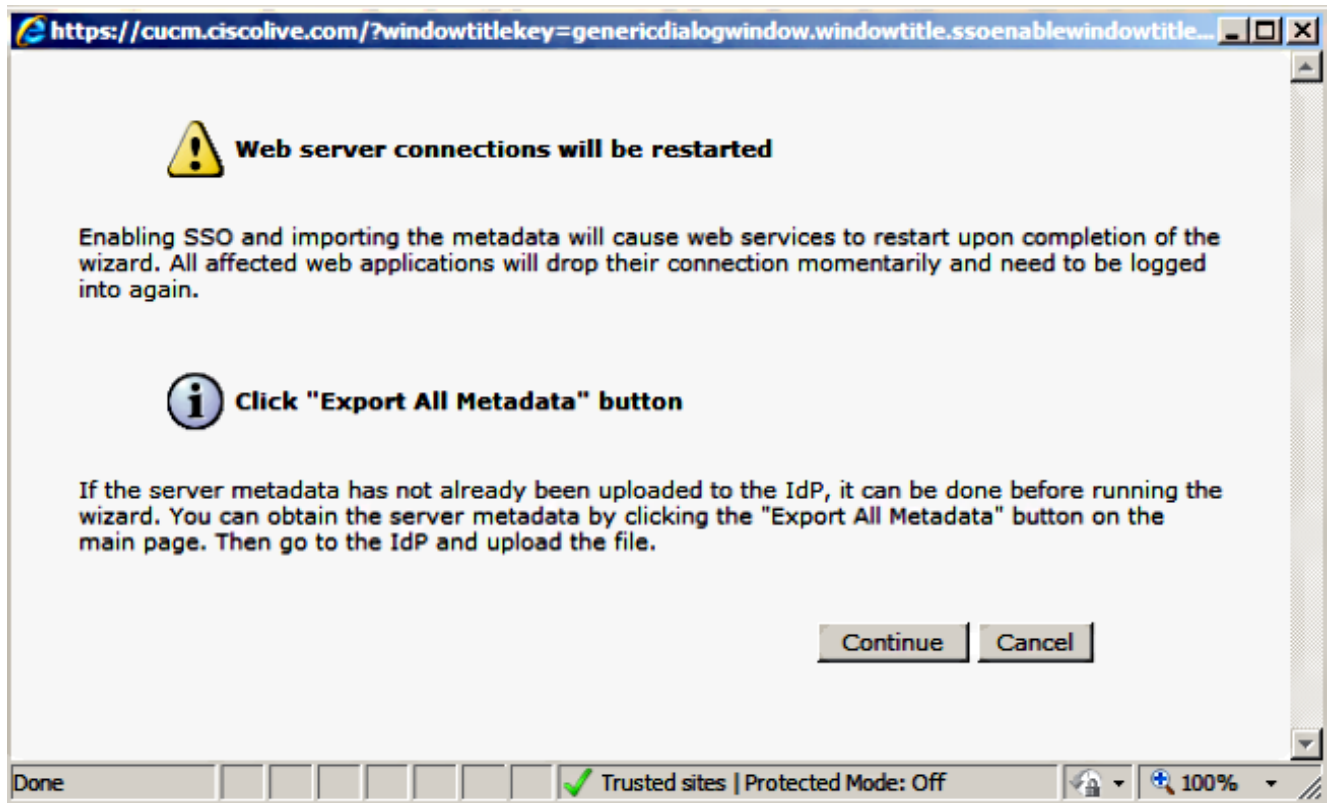 https://cucm.ciscolive.com/?windowtitlekey=genericdialogwindow.windowtitle.ssoenablewindowtitle...
Web server connections will be restarted
Enabling SSO and importing the metadata will cause web services to restart upon completion of the
wizard. All affected web applications will drop their connection momentarily and need to be logged
into again.
Click "Export All Metadata" button
If the server metadata has not already been uploaded to the IdP, it can be done before running the
wizard. You can obtain the server metadata by clicking the "Export All Metadata" button on the
main page. Then go to the IdP and upload the file.
Continue Cancel
Done Trusted sites | Protected Mode: Off 100%